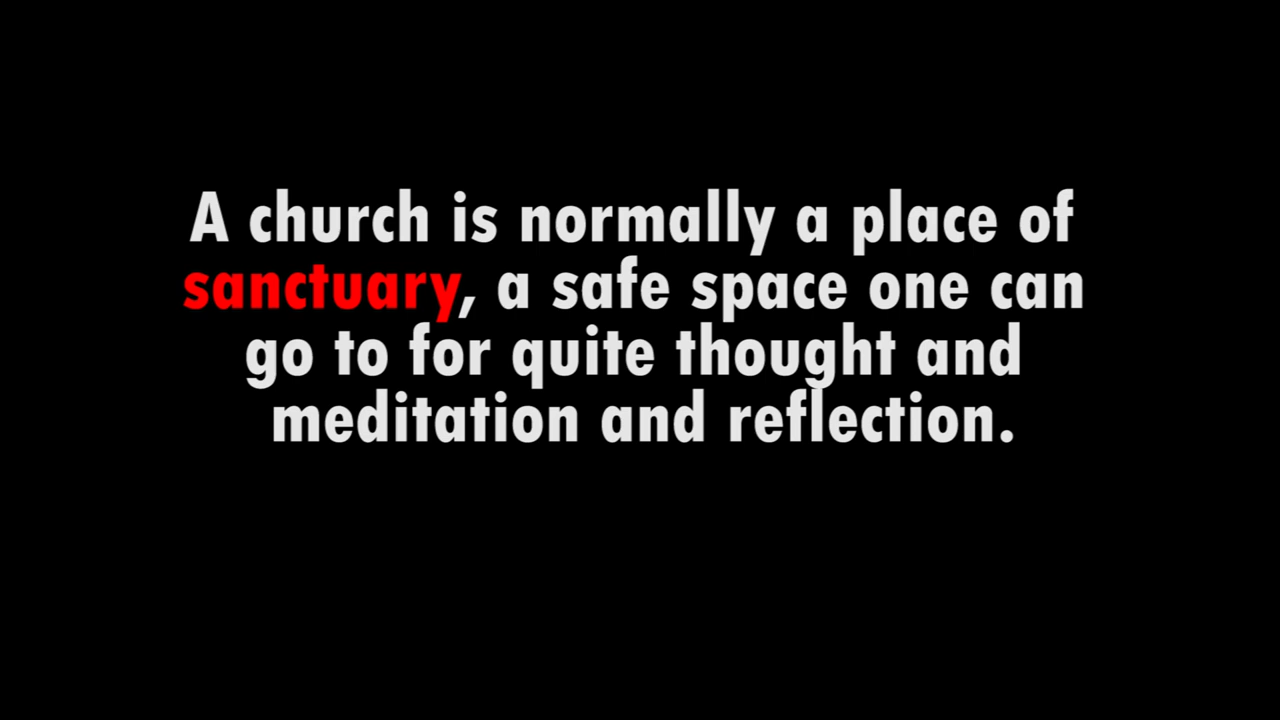 A church is normally a place of
sanctuary, a safe space one can
go to for quite thought and
meditation and reflection.